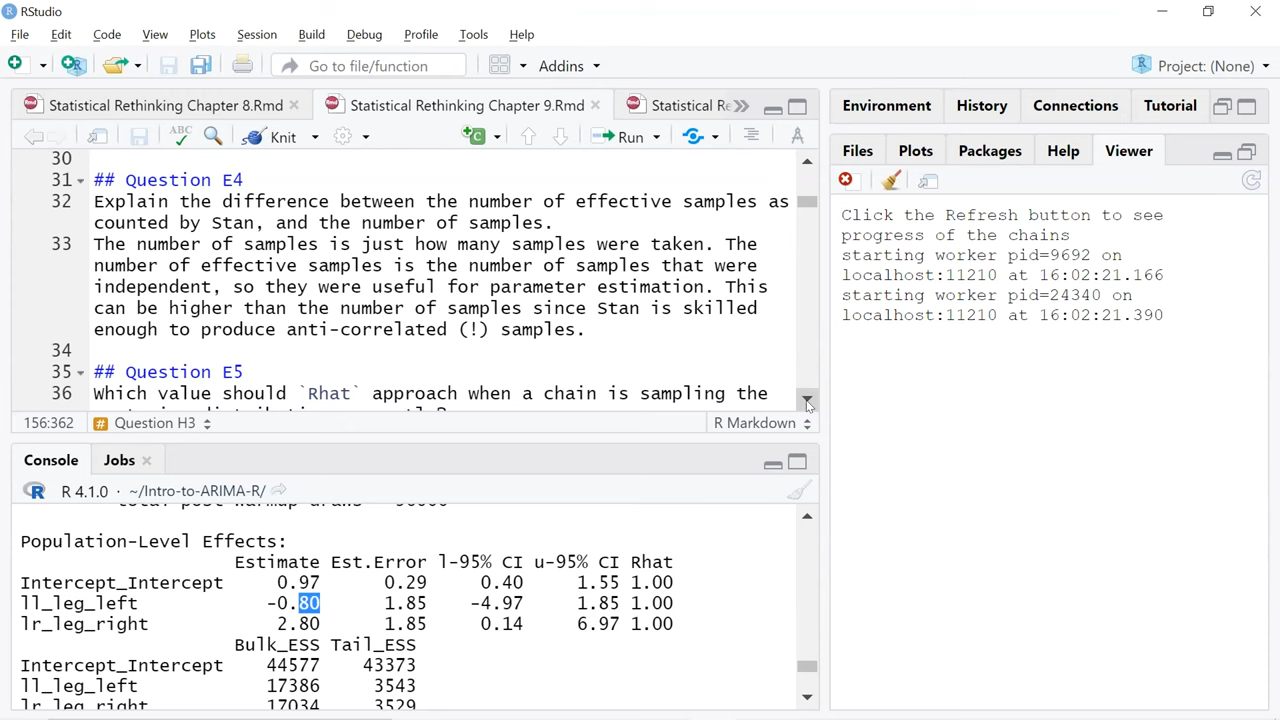 RStudio
File Edit Code View Plots Session Build Debug Profile Tools Help
Go to file/function Addins Project: (None)
Statistical Rethinking Chapter 8.Rmd Statistical Rethinking Chapter 9.Rmd Statistical Re
ABC Knit Run
30
31 ## Question E4
32 Explain the difference between the number of effective samples as
counted by Stan, and the number of samples.
33 The number of samples is just how many samples were taken. The
number of effective samples is the number of samples that were
independent, so they were useful for parameter estimation. This
can be higher than the number of samples since Stan is skilled
enough to produce anti-correlated (!) samples.
34
35 ## Question E5
36 Which value should `Rhat` approach when a chain is sampling the
156:362 # Question H3 R Markdown
Console Jobs
R 4.1.0 · ~/Intro-to-ARIMA-R/
Population-Level Effects:
Estimate Est.Error l-95% CI u-95% CI Rhat
Intercept_Intercept 0.97 0.29 0.40 1.55 1.00
ll_leg_left -0.80 1.85 -4.97 1.85 1.00
lr_leg_right 2.80 1.85 0.14 6.97 1.00
Bulk_ESS Tail_ESS
Intercept_Intercept 44577 43373
ll_leg_left 17386 3543
lr_leg_right 17034 3529
Environment History Connections Tutorial
Files Plots Packages Help Viewer
Click the Refresh button to see
progress of the chains
starting worker pid=9692 on
localhost:11210 at 16:02:21.166
starting worker pid=24340 on
localhost:11210 at 16:02:21.390